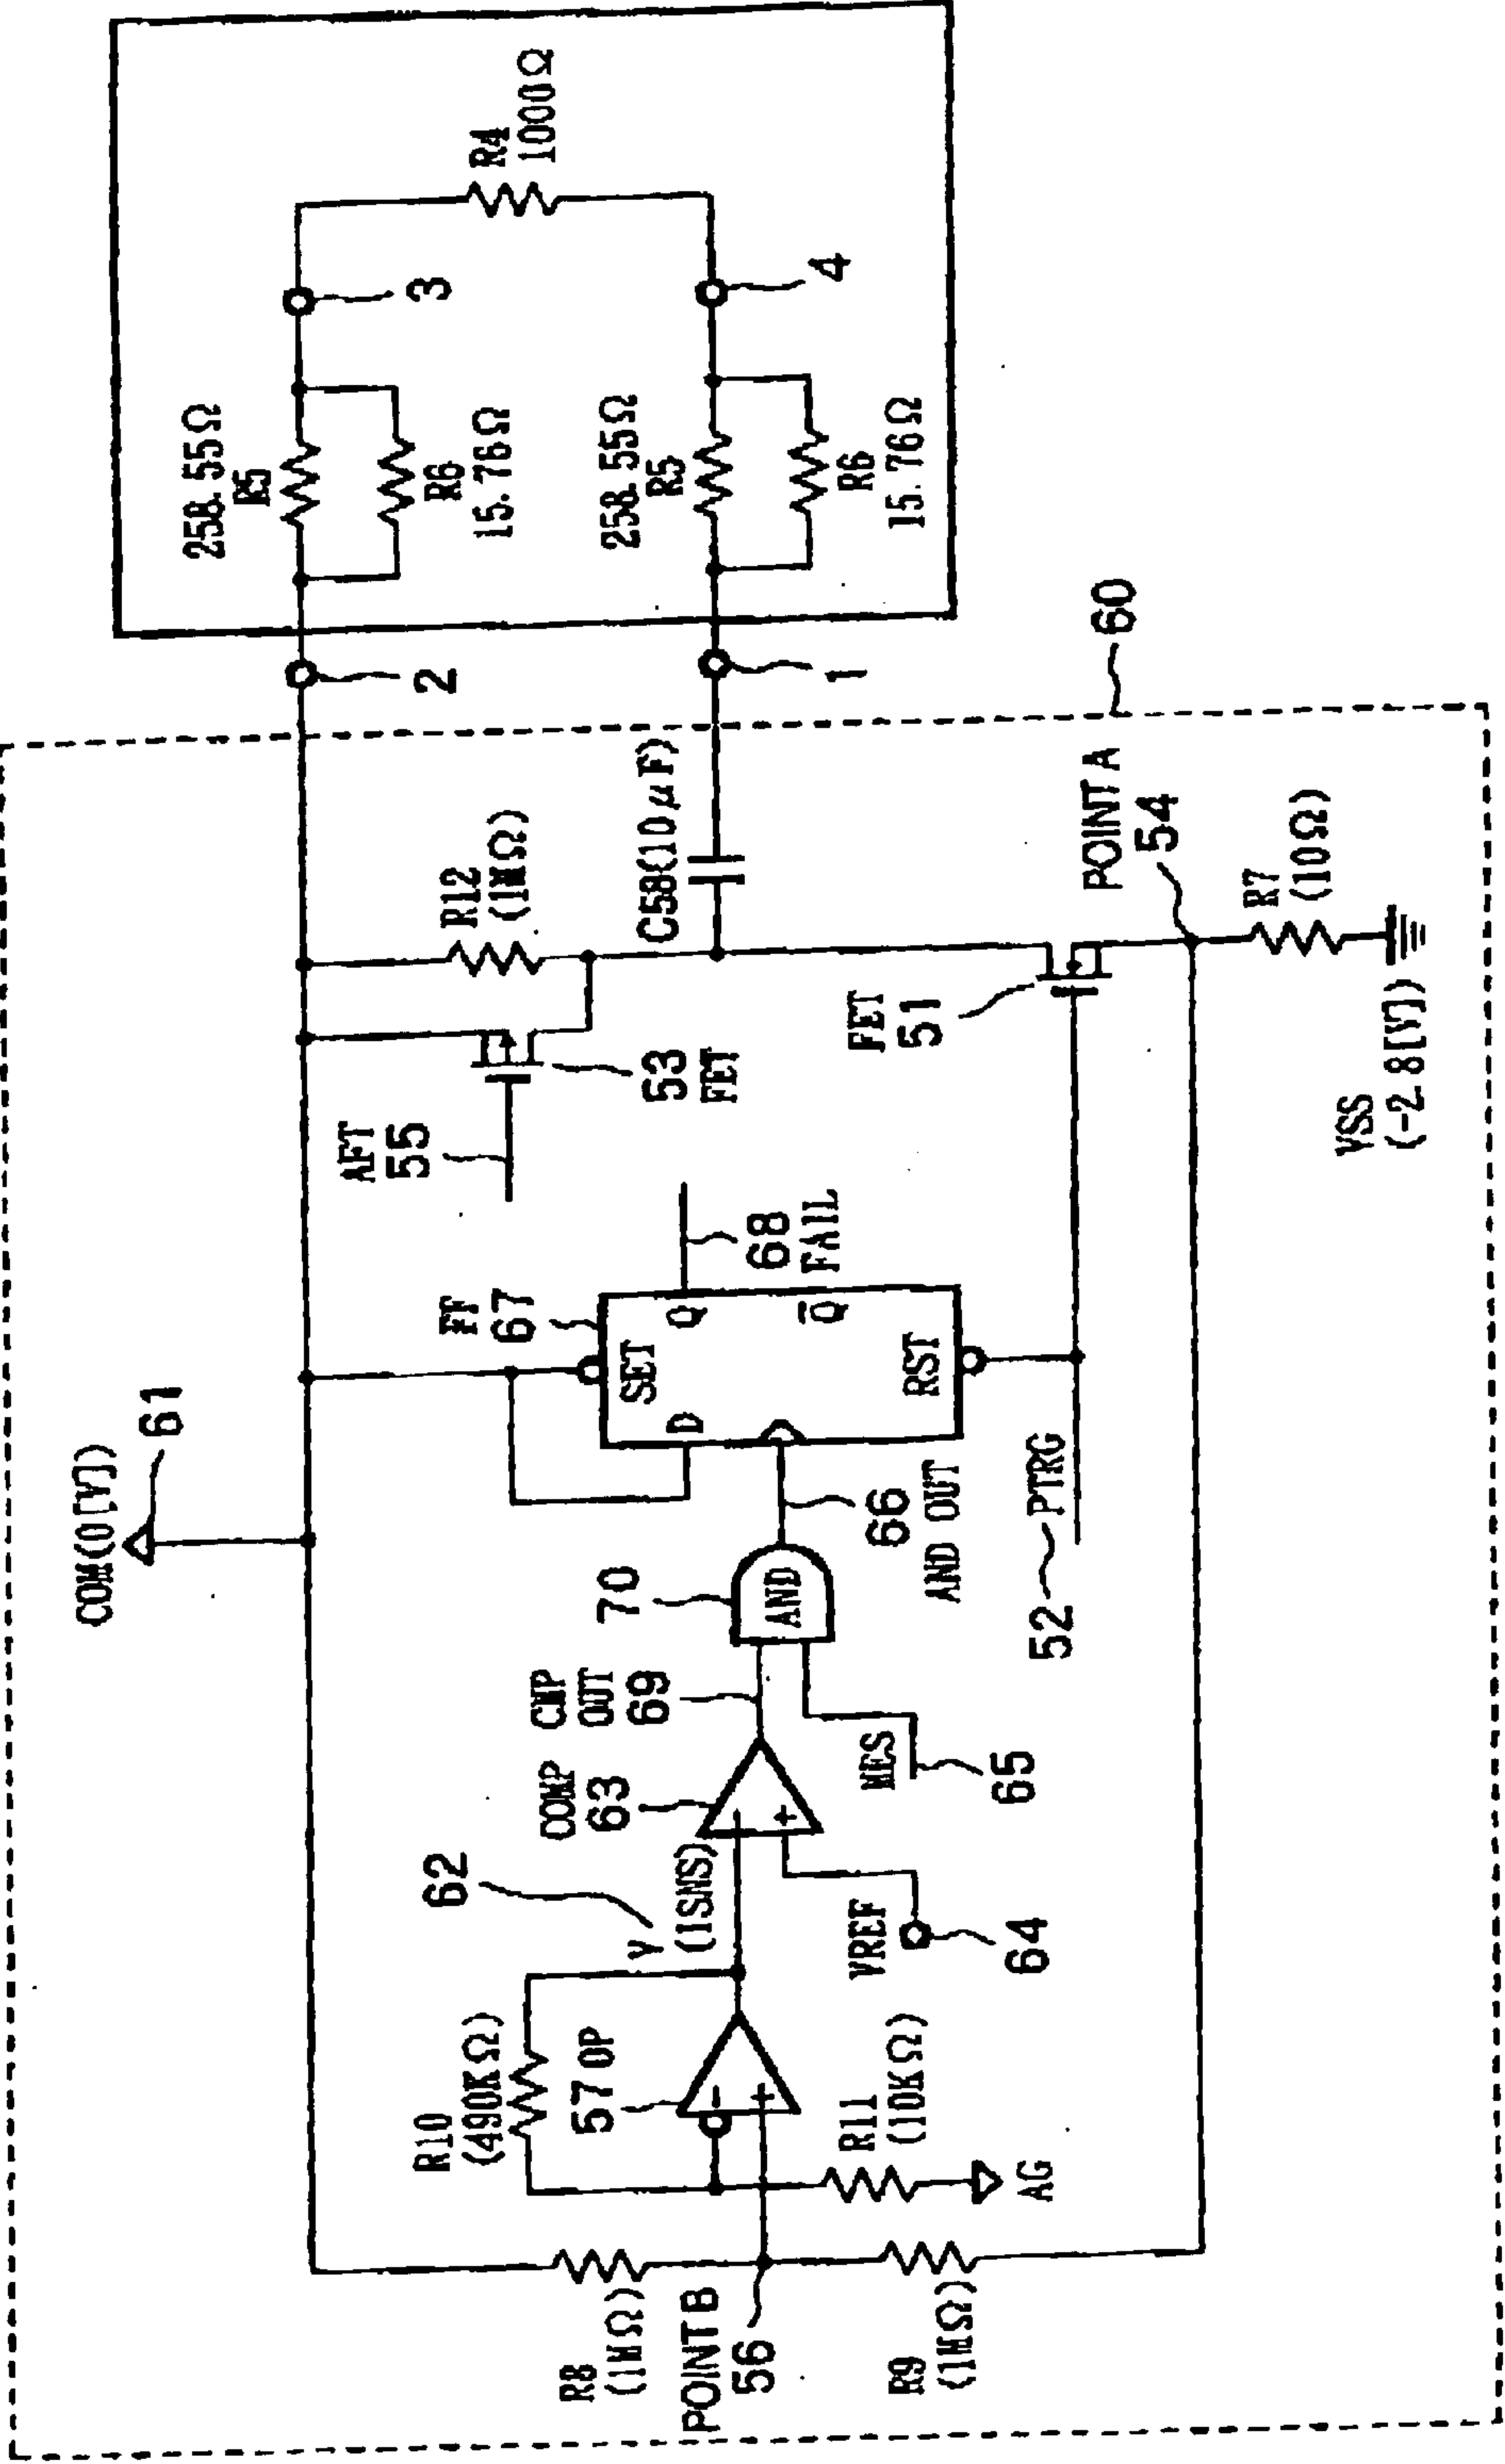 COM(0[V])
61
R8
(1MΩ)
POINT B
56
R9
(1MΩ)
R10
(490KΩ)
57 OP
-
+
R11
(10KΩ)
AG
62
V
(ISNS)
VREF
64
COMP
63
-
+
CMP
OUT
69
MES
65
70
AND
66
AND OUT
52
PTRG
FF
67
SET
D
Q
Q̄
RST
68
FAIL
AFT
55
53
FET
R12
(1MΩ)
C58(10μF)
FET
51
POINT A
54
R7
(10Ω)
VSS
(-2.8[V])
60
2
1
258.55Ω
R5
R6
15.76Ω
258.55Ω
R5
R6
15.76Ω
3
4
R4
1000Ω